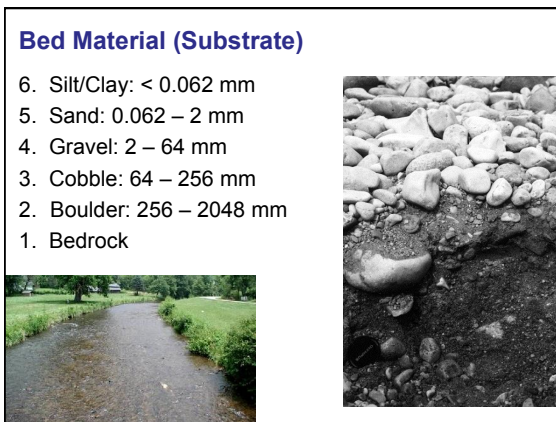 Bed Material (Substrate)
6. Silt/Clay: < 0.062 mm
5. Sand: 0.062 – 2 mm
4. Gravel: 2 – 64 mm
3. Cobble: 64 – 256 mm
2. Boulder: 256 – 2048 mm
1. Bedrock